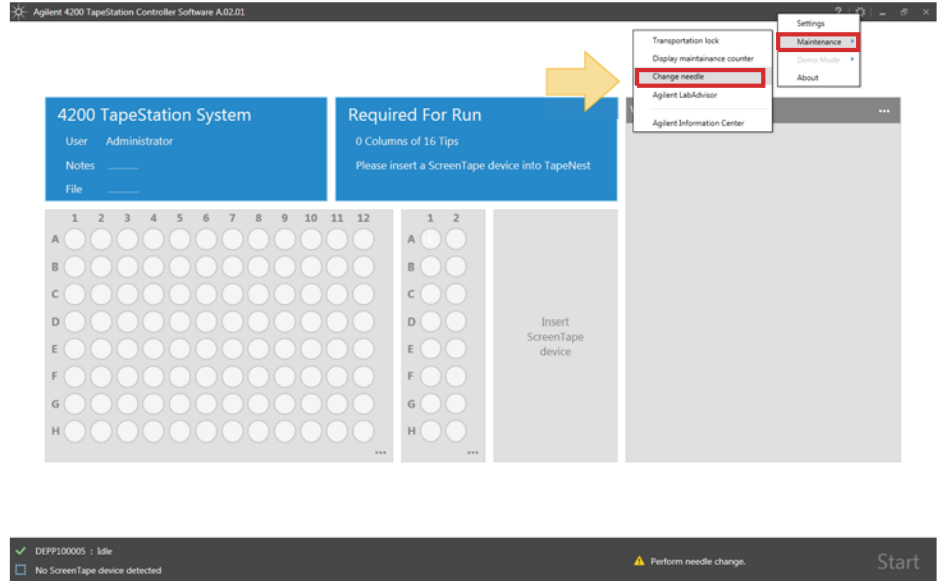 Agilent 4200 TapeStation Controller Software A.02.01
?
Settings
Maintenance
Demo Mode
About
Transportation lock
Display maintainance counter
Change needle
Agilent LabAdvisor
Agilent Information Center
4200 TapeStation System
User Administrator
Notes
File
Required For Run
0 Columns of 16 Tips
Please insert a ScreenTape device into TapeNest
...
1 2 3 4 5 6 7 8 9 10 11 12
A
B
C
D
E
F
G
H
...
1 2
A
B
C
D
E
F
G
H
...
Insert
ScreenTape
device
DEPP10000S : Idle
No ScreenTape device detected
Perform needle change.
Start